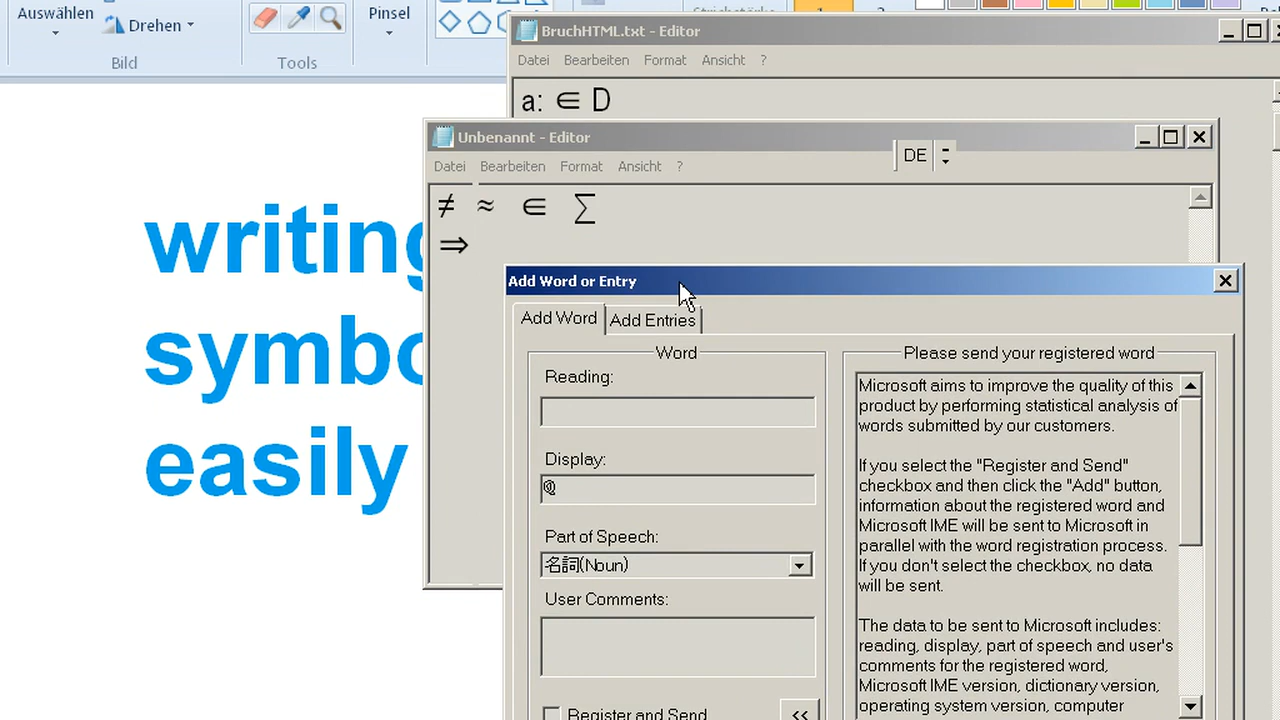 Auswählen
Drehen
Bild
Tools
Pinsel
BruchHTML.txt - Editor
Datei Bearbeiten Format Ansicht ?
a: ∈ D
Unbenannt - Editor
DE
Datei Bearbeiten Format Ansicht ?
≠ ≈ ∈ ∑
⇒
writing
symbo
easily
Add Word or Entry
Add Word
Add Entries
Word
Reading:
Display:
@
Part of Speech:
名詞(Noun)
User Comments:
Register and Send
<<
Please send your registered word
Microsoft aims to improve the quality of this
product by performing statistical analysis of
words submitted by our customers.
If you select the "Register and Send"
checkbox and then click the "Add" button,
information about the registered word and
Microsoft IME will be sent to Microsoft in
parallel with the word registration process.
If you don't select the checkbox, no data
will be sent.
The data to be sent to Microsoft includes:
reading, display, part of speech and user's
comments for the registered word,
Microsoft IME version, dictionary version,
operating system version, computer